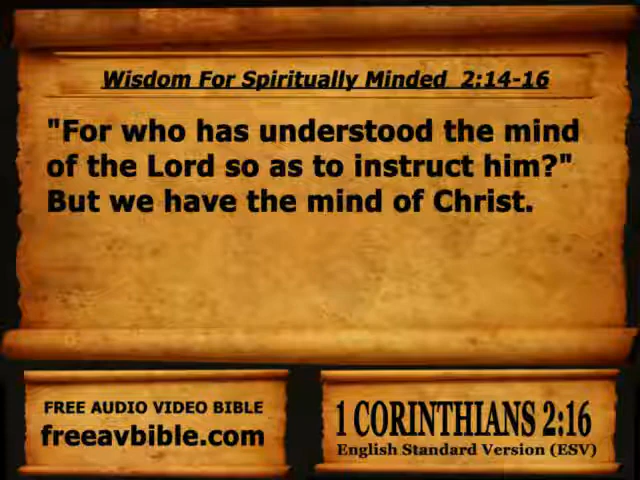 Wisdom For Spiritually Minded 2:14-16
"For who has understood the mind
of the Lord so as to instruct him?"
But we have the mind of Christ.
FREE AUDIO VIDEO BIBLE
freeavbible.com
1 CORINTHIANS 2:16
English Standard Version (ESV)